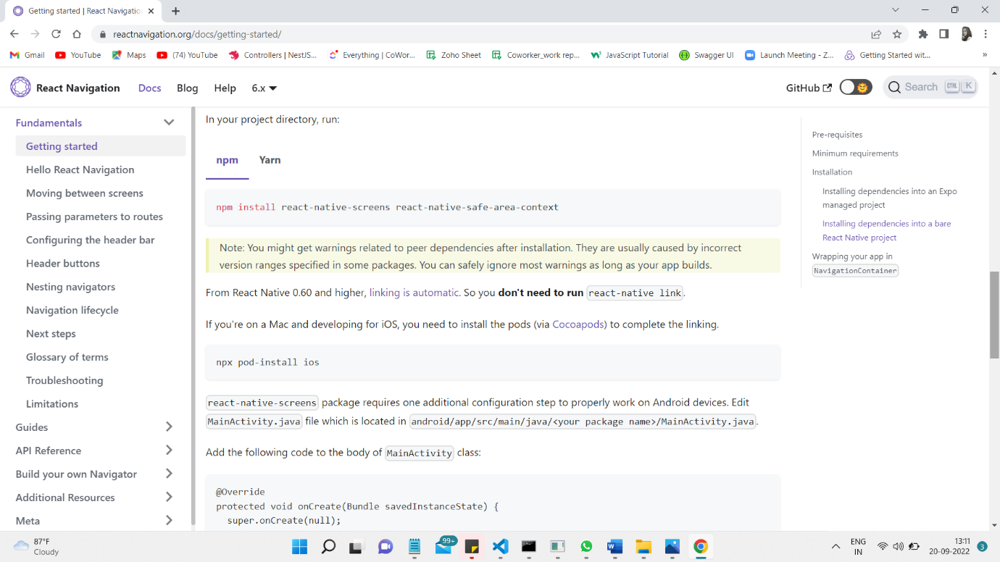 Getting started | React Navigatio
reactnavigation.org/docs/getting-started/
Gmail YouTube Maps (74) YouTube Controllers | NestJS... Everything | CoWor... Zoho Sheet Coworker_work rep... JavaScript Tutorial Swagger UI Launch Meeting - Z... Getting Started wit... »
React Navigation Docs Blog Help 6.x GitHub Search CTRL K
Fundamentals
Getting started
Hello React Navigation
Moving between screens
Passing parameters to routes
Configuring the header bar
Header buttons
Nesting navigators
Navigation lifecycle
Next steps
Glossary of terms
Troubleshooting
Limitations
Guides
API Reference
Build your own Navigator
Additional Resources
Meta
In your project directory, run:
npm Yarn
npm install react-native-screens react-native-safe-area-context
Note: You might get warnings related to peer dependencies after installation. They are usually caused by incorrect
version ranges specified in some packages. You can safely ignore most warnings as long as your app builds.
From React Native 0.60 and higher, linking is automatic. So you don't need to run react-native link.
If you're on a Mac and developing for iOS, you need to install the pods (via Cocoapods) to complete the linking.
npx pod-install ios
react-native-screens package requires one additional configuration step to properly work on Android devices. Edit
MainActivity.java file which is located in android/app/src/main/java/<your package name>/MainActivity.java.
Add the following code to the body of MainActivity class:
@Override
protected void onCreate(Bundle savedInstanceState) {
super.onCreate(null);
Pre-requisites
Minimum requirements
Installation
Installing dependencies into an Expo
managed project
Installing dependencies into a bare
React Native project
Wrapping your app in
NavigationContainer
87°F
Cloudy
99+
ENG
IN
13:11
20-09-2022
3